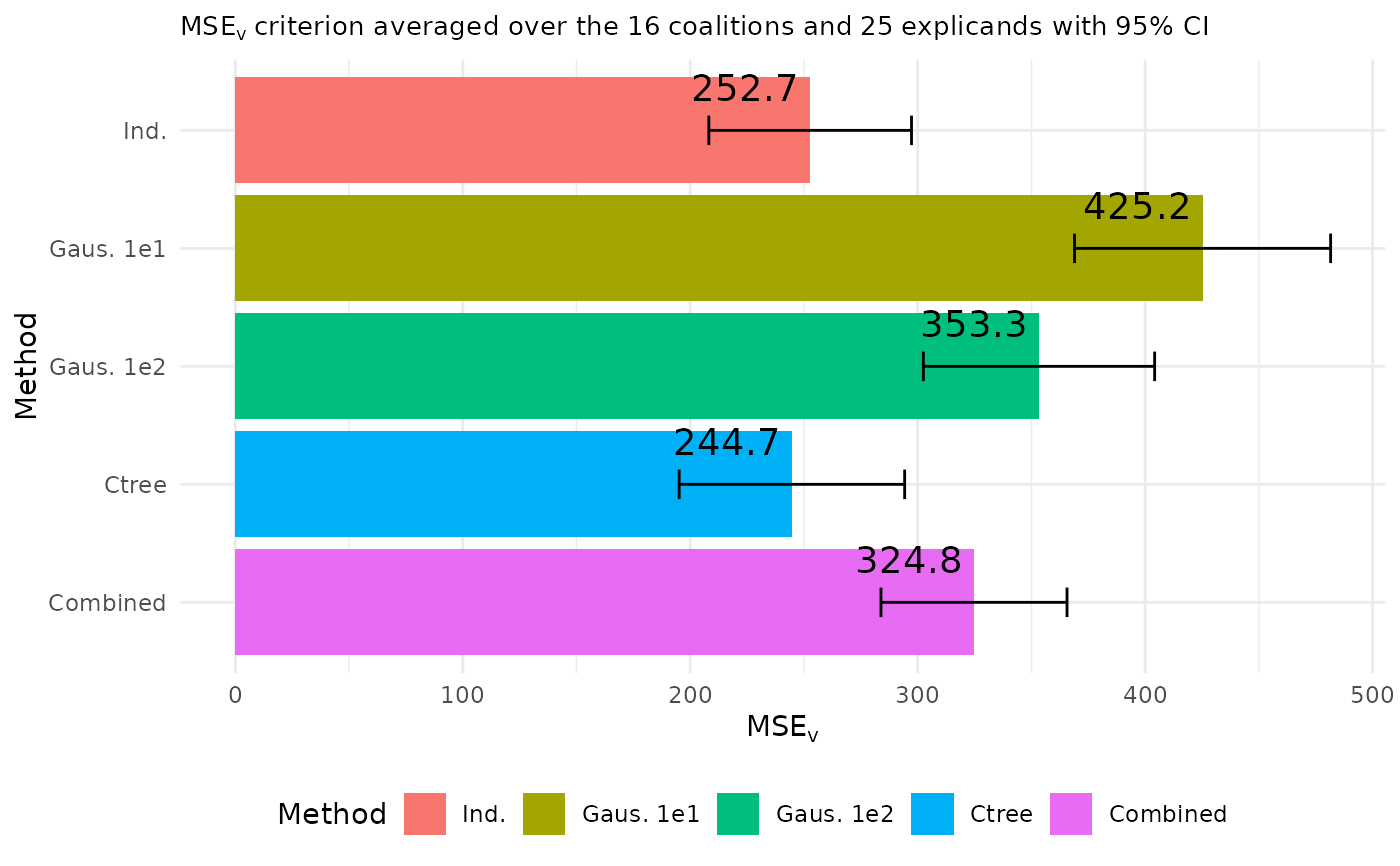 MSEv criterion averaged over the 16 coalitions and 25 explicands with 95% CI
Method
Ind.
252.7
Gaus. 1e1
425.2
Gaus. 1e2
353.3
Ctree
244.7
Combined
324.8
0 100 200 300 400 500
MSEv
Method Ind. Gaus. 1e1 Gaus. 1e2 Ctree Combined